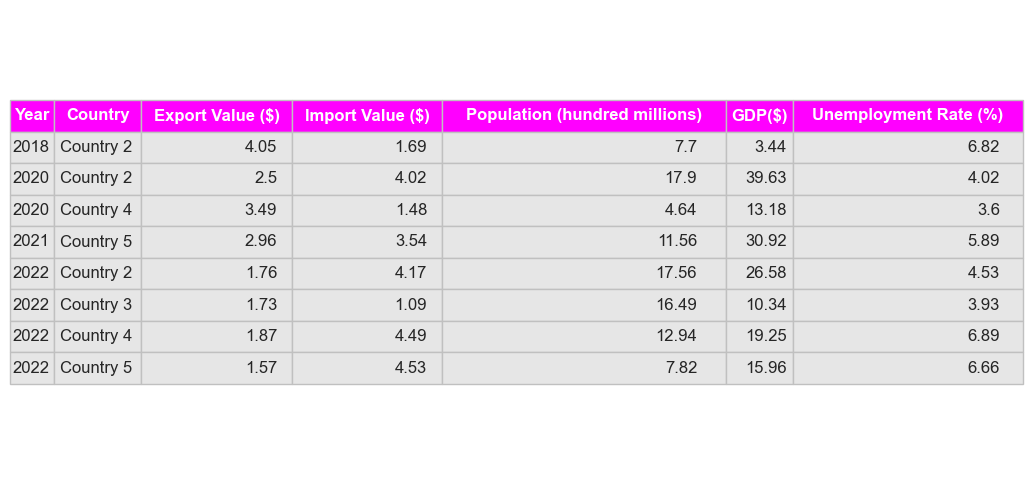 Year Country Export Value ($) Import Value ($) Population (hundred millions) GDP($) Unemployment Rate (%)
2018 Country 2 4.05 1.69 7.7 3.44 6.82
2020 Country 2 2.5 4.02 17.9 39.63 4.02
2020 Country 4 3.49 1.48 4.64 13.18 3.6
2021 Country 5 2.96 3.54 11.56 30.92 5.89
2022 Country 2 1.76 4.17 17.56 26.58 4.53
2022 Country 3 1.73 1.09 16.49 10.34 3.93
2022 Country 4 1.87 4.49 12.94 19.25 6.89
2022 Country 5 1.57 4.53 7.82 15.96 6.66